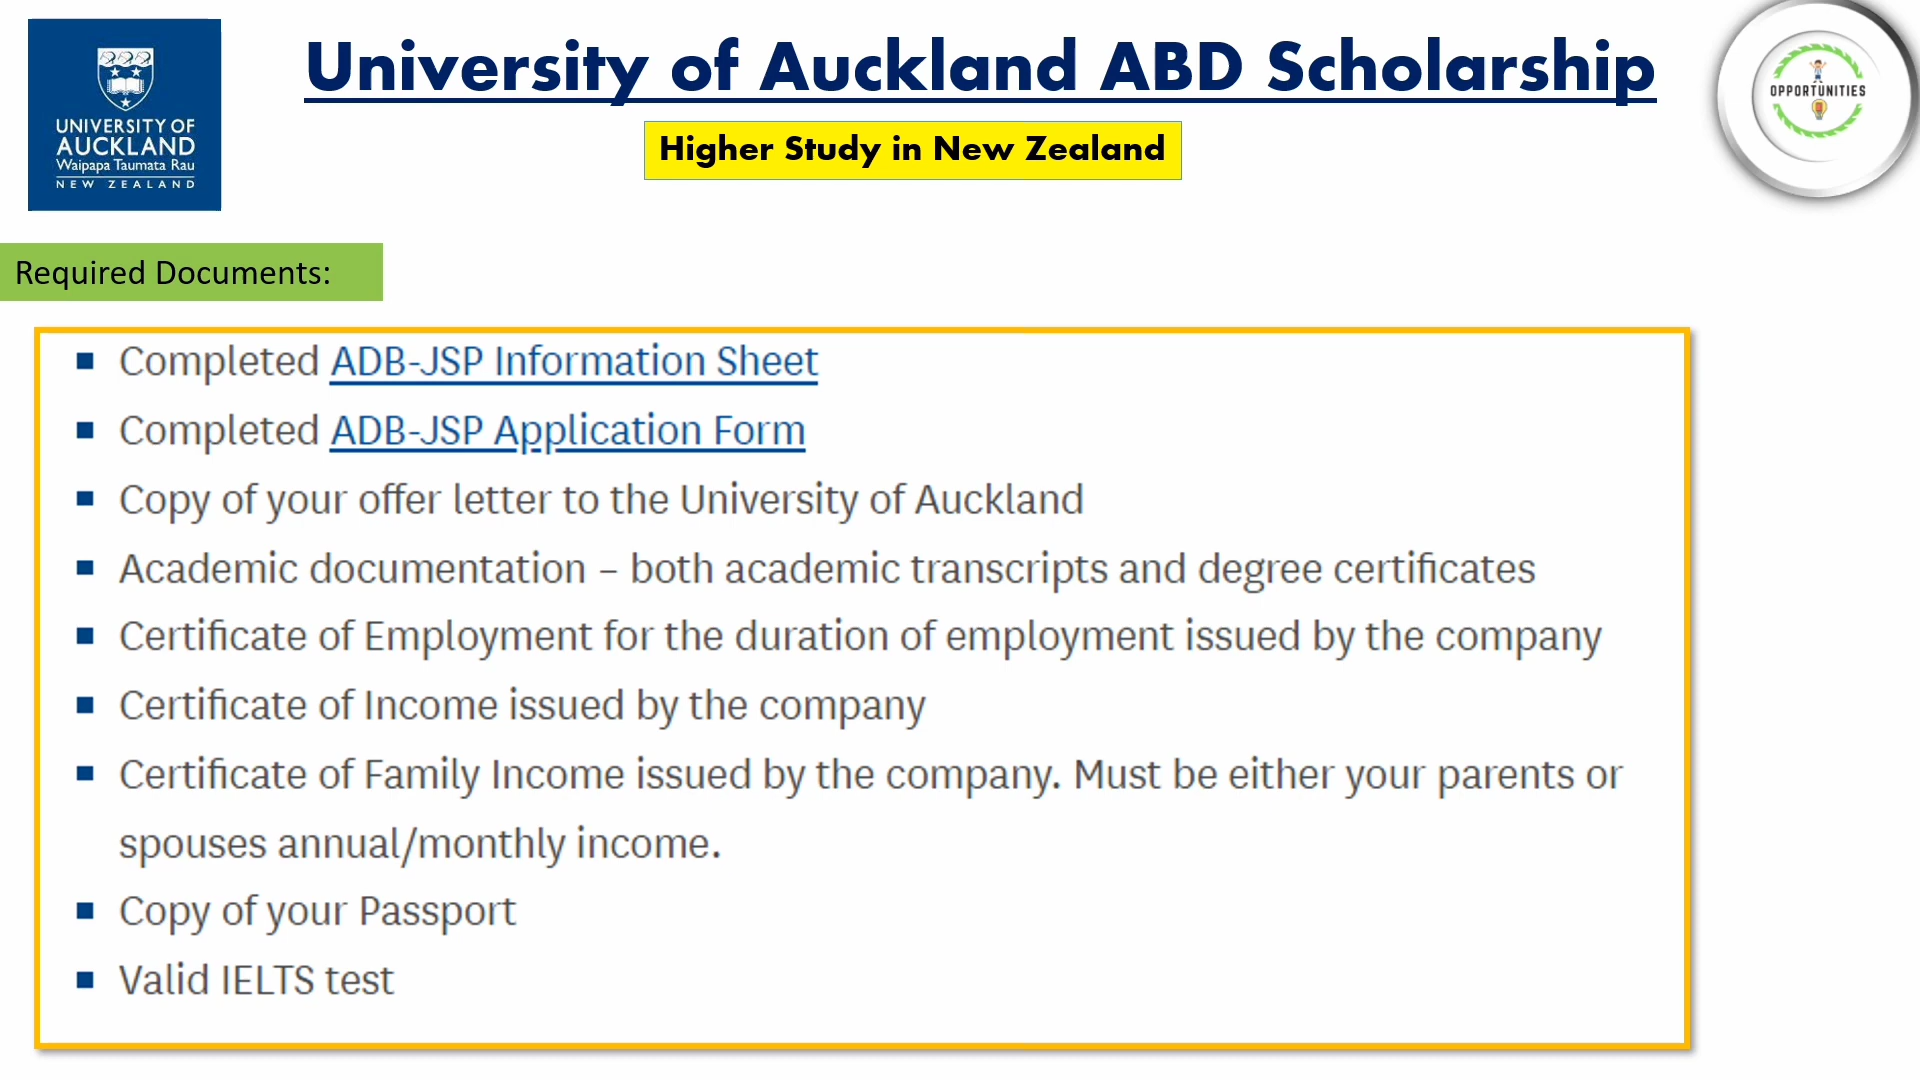 University of Auckland ABD Scholarship
Higher Study in New Zealand
UNIVERSITY OF
AUCKLAND
Waipapa Taumata Rau
NEW ZEALAND
OPPORTUNITIES
Required Documents:
Completed ADB-JSP Information Sheet
Completed ADB-JSP Application Form
Copy of your offer letter to the University of Auckland
Academic documentation – both academic transcripts and degree certificates
Certificate of Employment for the duration of employment issued by the company
Certificate of Income issued by the company
Certificate of Family Income issued by the company. Must be either your parents or
spouses annual/monthly income.
Copy of your Passport
Valid IELTS test